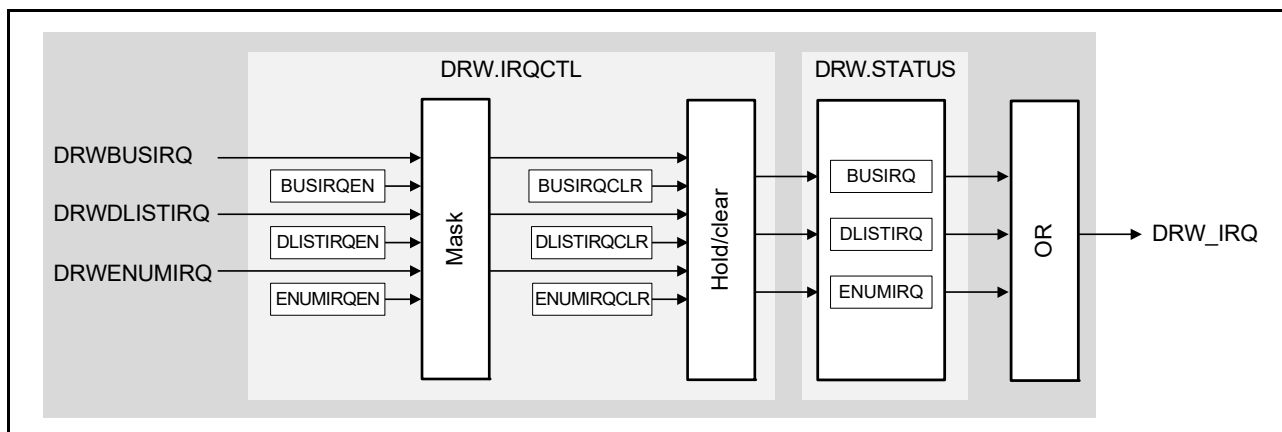 DRW.IRQCTL
DRW.STATUS
DRWBUSIRQ
BUSIRQEN
BUSIRQCLR
BUSIRQ
DRWDLISTIRQ
DLISTIRQEN
DLISTIRQCLR
DLISTIRQ
DRW_IRQ
DRWENUMIRQ
ENUMIRQEN
ENUMIRQCLR
ENUMIRQ
Mask
Hold/clear
OR